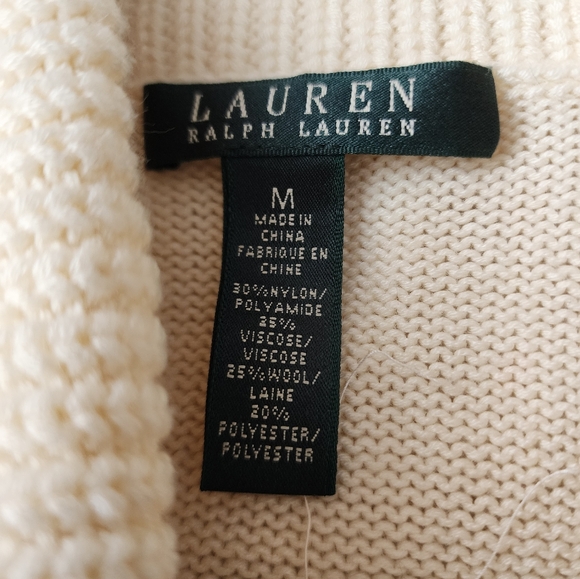 LAUREN
RALPH LAUREN
M
MADE IN
CHINA
FABRIQUE EN
CHINE
30% NYLON/
POLYAMIDE
25%
VISCOSE/
VISCOSE
25% WOOL/
LAINE
20%
POLYESTER/
POLYESTER